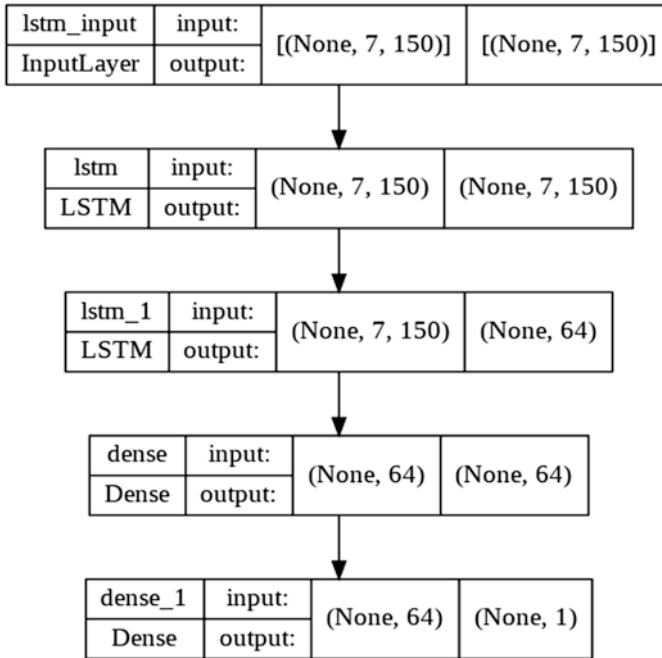 lstm_input input: [(None, 7, 150)] [(None, 7, 150)]
InputLayer output:
lstm input: (None, 7, 150) (None, 7, 150)
LSTM output:
lstm_1 input: (None, 7, 150) (None, 64)
LSTM output:
dense input: (None, 64) (None, 64)
Dense output:
dense_1 input: (None, 64) (None, 1)
Dense output: